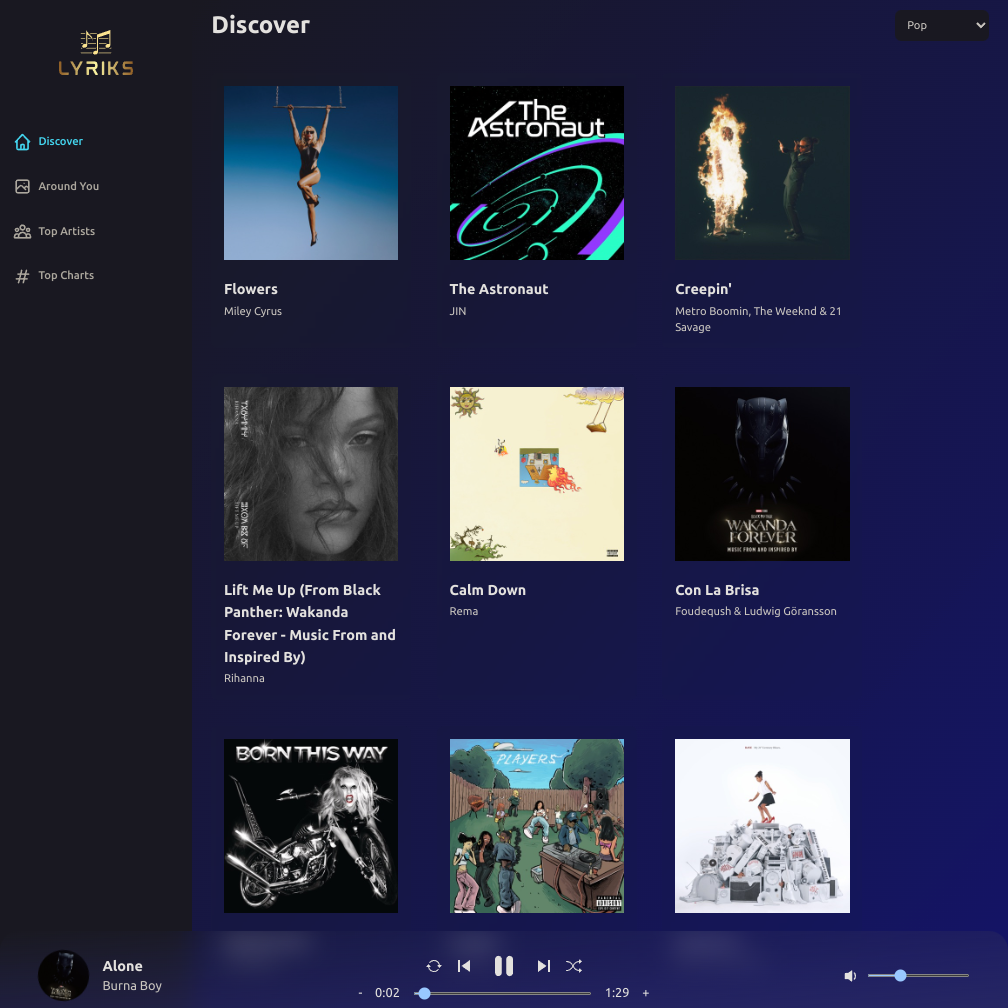 LYRIKS
Discover
Pop
Discover
Around You
Top Artists
Top Charts
The
Astronaut
Flowers
Miley Cyrus
The Astronaut
JIN
Creepin'
Metro Boomin, The Weeknd & 21
Savage
WAKANDA
FOREVER
MUSIC FROM AND INSPIRED BY
Lift Me Up (From Black
Panther: Wakanda
Forever - Music From and
Inspired By)
Rihanna
Calm Down
Rema
Con La Brisa
Foudeqush & Ludwig Göransson
BORN THIS WAY
PLAYERS
Alone
Burna Boy
- 0:02
1:29 +